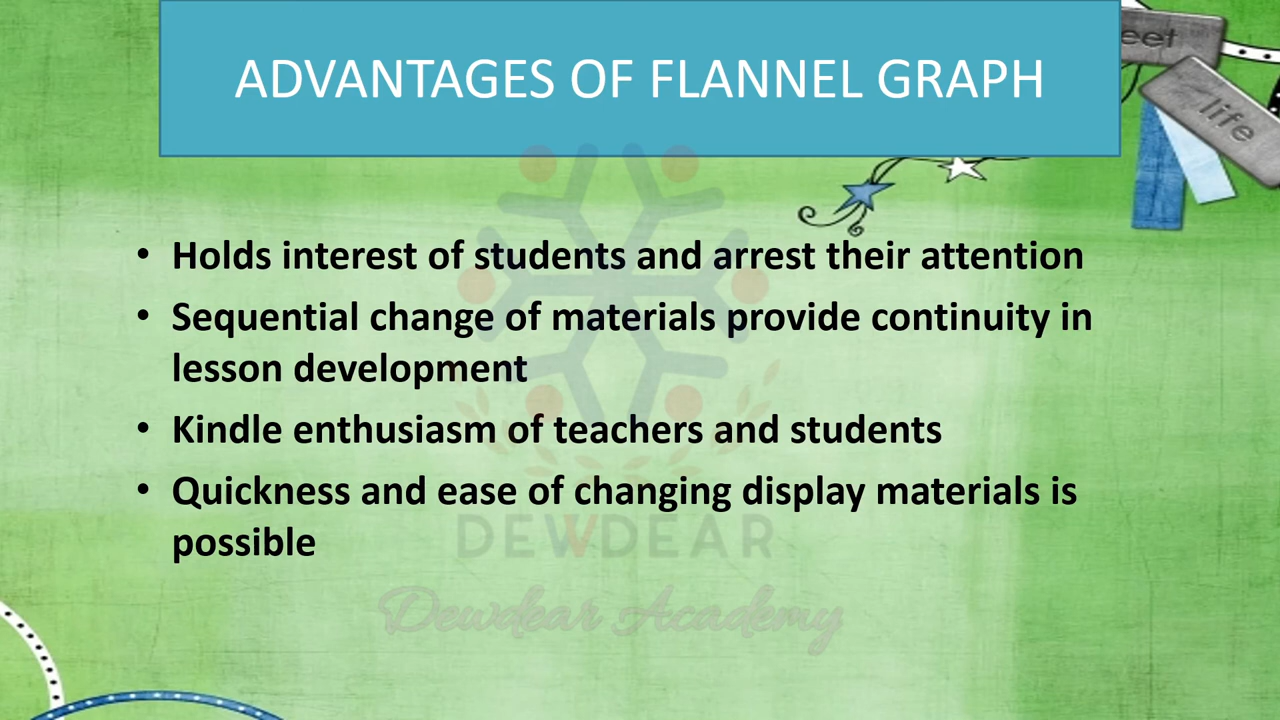 ADVANTAGES OF FLANNEL GRAPH
eet
life
• Holds interest of students and arrest their attention
• Sequential change of materials provide continuity in
lesson development
• Kindle enthusiasm of teachers and students
• Quickness and ease of changing display materials is
possible
DEWDEAR
Dewdear Academy